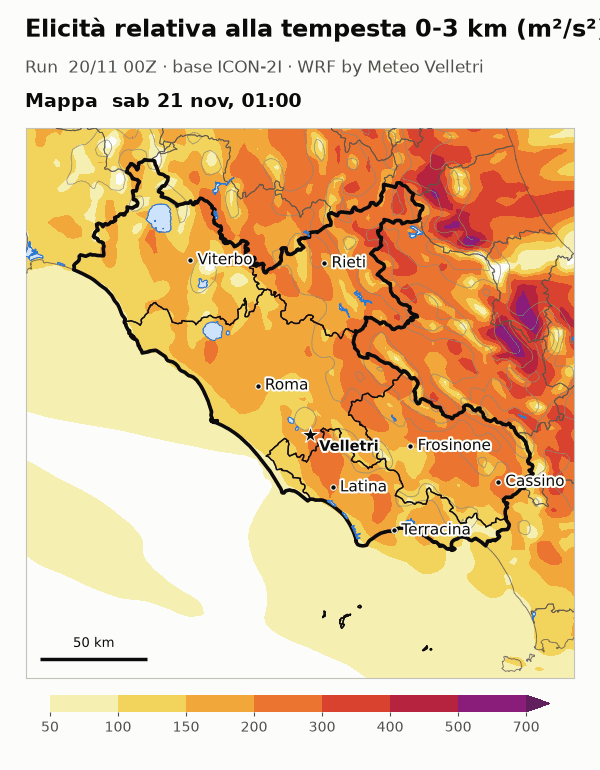 Elicità relativa alla tempesta 0-3 km (m²/s²)
Run 20/11 00Z · base ICON-2I · WRF by Meteo Velletri
Mappa sab 21 nov, 01:00
Viterbo
Rieti
Roma
Velletri
Frosinone
Cassino
Latina
Terracina
50 km
50 100 150 200 300 400 500 700